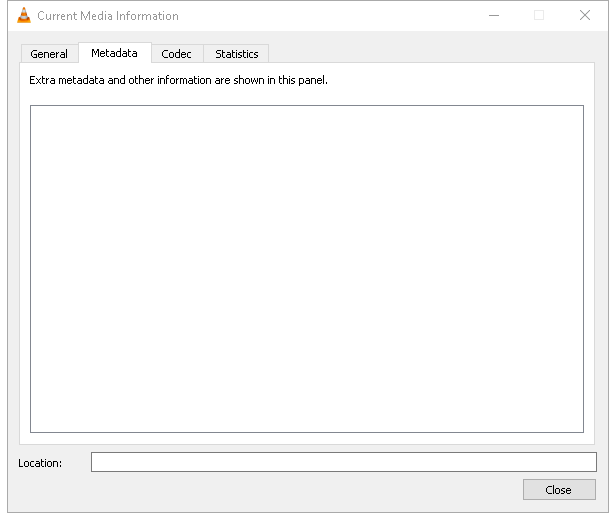 Current Media Information
General Metadata Codec Statistics
Extra metadata and other information are shown in this panel.
Location:
Close